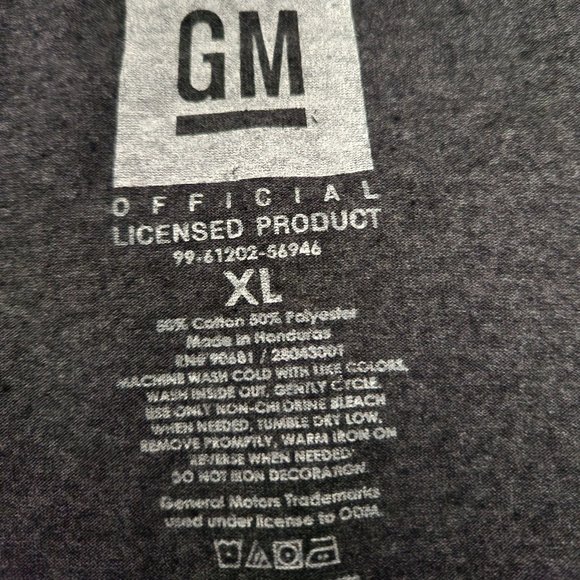 GM
OFFICIAL
LICENSED PRODUCT
99-61202-56946
XL
50% Cotton 50% Polyester
Made in Honduras
RN# 90681 / 28043001
MACHINE WASH COLD WITH LIKE COLORS,
WASH INSIDE OUT, GENTLY CYCLE.
USE ONLY NON-CHLORINE BLEACH
WHEN NEEDED, TUMBLE DRY LOW,
REMOVE PROMPTLY, WARM IRON ON
REVERSE WHEN NEEDED
DO NOT IRON DECORATION.
General Motors Trademarks
used under license to ODM.